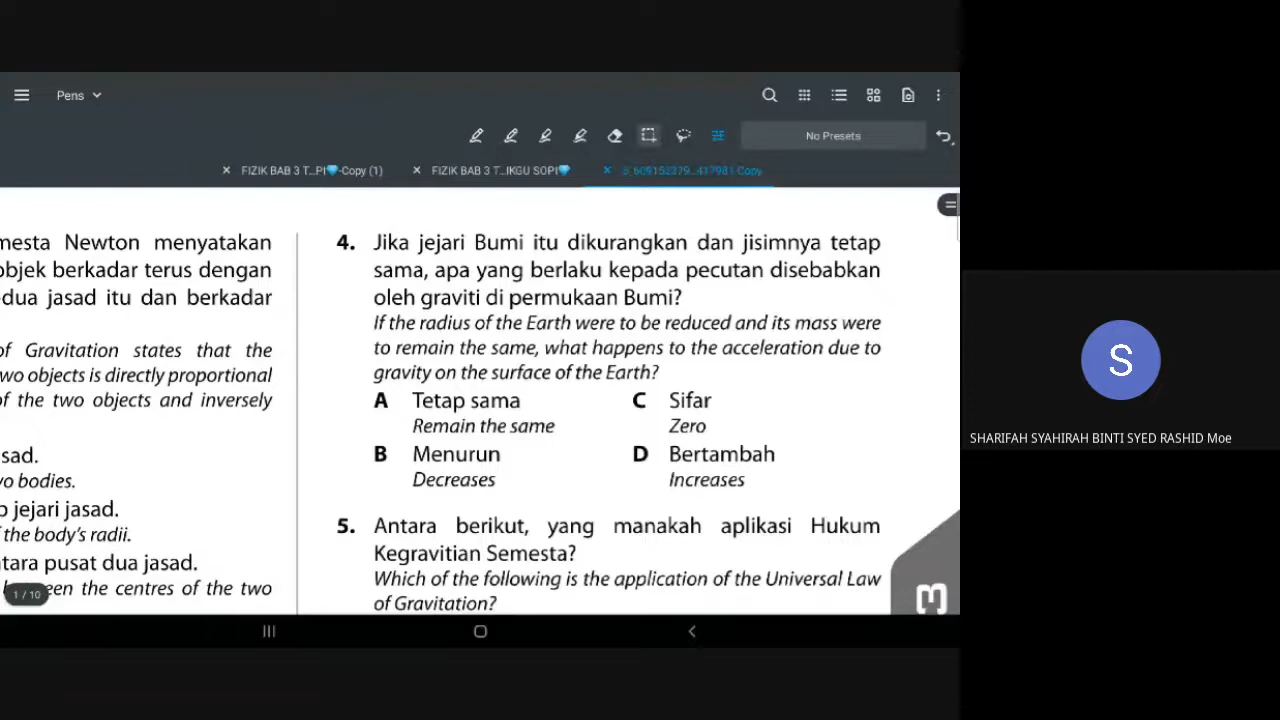 Pens
No Presets
FIZIK BAB 3 T...PI💎-Copy (1)
FIZIK BAB 3 T...IKGU SOPI💎
mesta Newton menyatakan
objek berkadar terus dengan
dua jasad itu dan berkadar
of Gravitation states that the
wo objects is directly proportional
of the two objects and inversely
sad.
vo bodies.
jejari jasad.
the body's radii.
tara pusat dua jasad.
een the centres of the two
1 / 10
4. Jika jejari Bumi itu dikurangkan dan jisimnya tetap
sama, apa yang berlaku kepada pecutan disebabkan
oleh graviti di permukaan Bumi?
If the radius of the Earth were to be reduced and its mass were
to remain the same, what happens to the acceleration due to
gravity on the surface of the Earth?
A Tetap sama
Remain the same
B Menurun
Decreases
C Sifar
Zero
D Bertambah
Increases
5. Antara berikut, yang manakah aplikasi Hukum
Kegravitian Semesta?
Which of the following is the application of the Universal Law
of Gravitation?
S
SHARIFAH SYAHIRAH BINTI SYED RASHID Moe